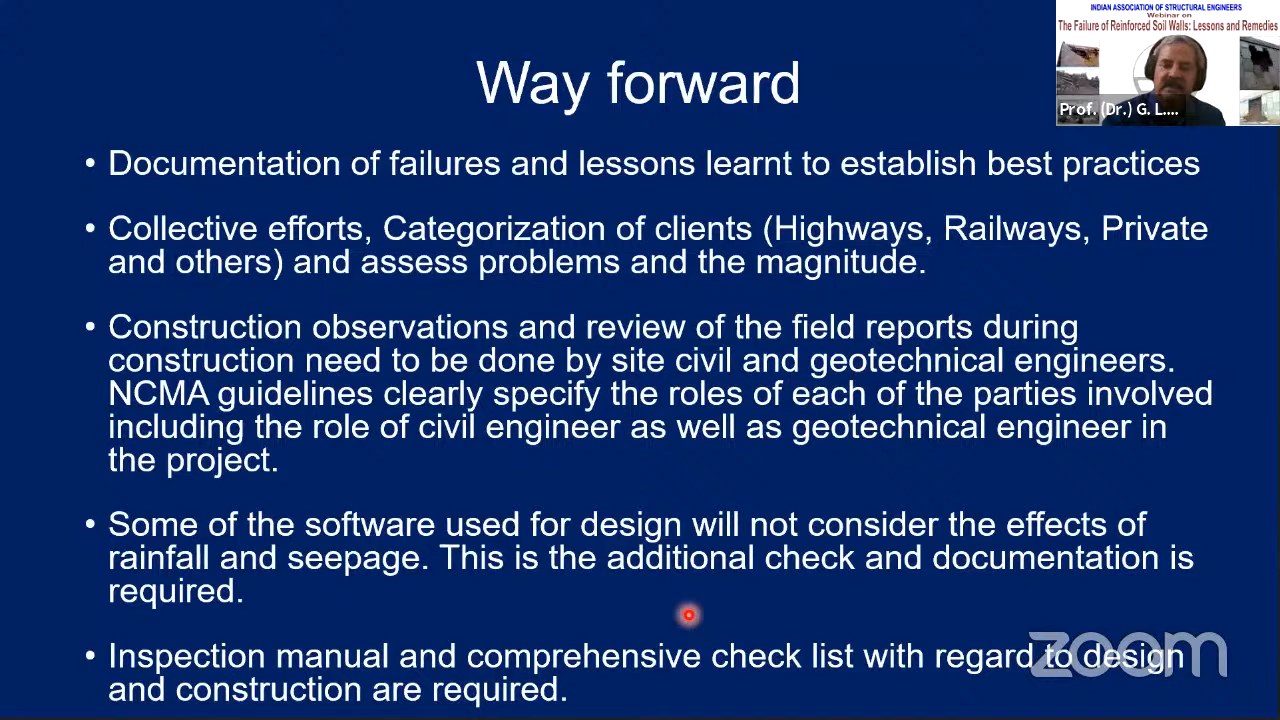 INDIAN ASSOCIATION OF STRUCTURAL ENGINEERS
Webinar on
The Failure of Reinforced Soil Walls: Lessons and Remedies
Prof. (Dr.) G. L....
Way forward
• Documentation of failures and lessons learnt to establish best practices
• Collective efforts, Categorization of clients (Highways, Railways, Private
and others) and assess problems and the magnitude.
• Construction observations and review of the field reports during
construction need to be done by site civil and geotechnical engineers.
NCMA guidelines clearly specify the roles of each of the parties involved
including the role of civil engineer as well as geotechnical engineer in
the project.
• Some of the software used for design will not consider the effects of
rainfall and seepage. This is the additional check and documentation is
required.
• Inspection manual and comprehensive check list with regard to design
and construction are required.
zoom